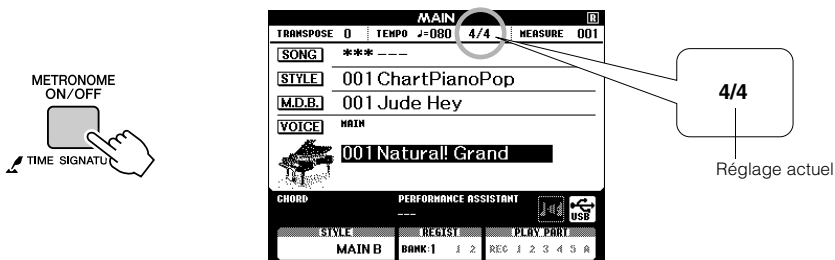 METRONOME
ON/OFF
TIME SIGNATU
MAIN R
TRANSPOSE 0 TEMPO ♩=080 4/4 MEASURE 001
SONG ***---
STYLE 001 ChartPianoPop
M.D.B. 001 Jude Hey
VOICE MAIN
001 Natural! Grand
CHORD PERFORMANCE ASSISTANT
---
USB
STYLE REGIST PLAY PART
MAIN B BANK:1 1 2 REC 1 2 3 4 5 A
4/4
Réglage actuel